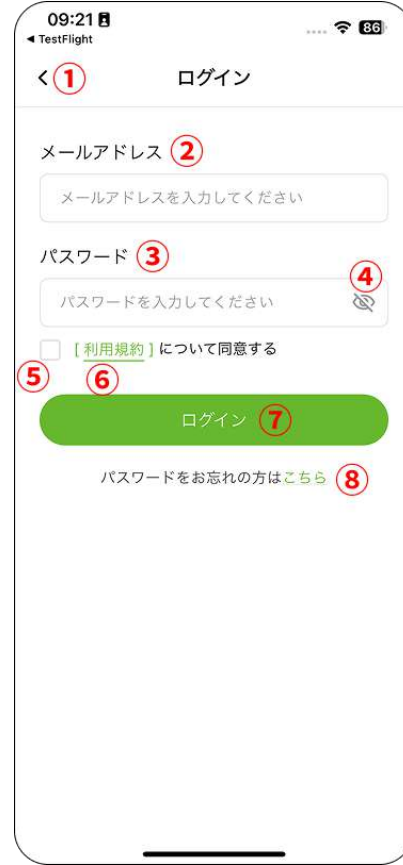 09:21
.... 86
◀ TestFlight
< ① ログイン
メールアドレス ②
メールアドレスを入力してください
パスワード ③
④
パスワードを入力してください
[ 利用規約 ] について同意する
⑤ ⑥
ログイン ⑦
パスワードをお忘れの方はこちら ⑧